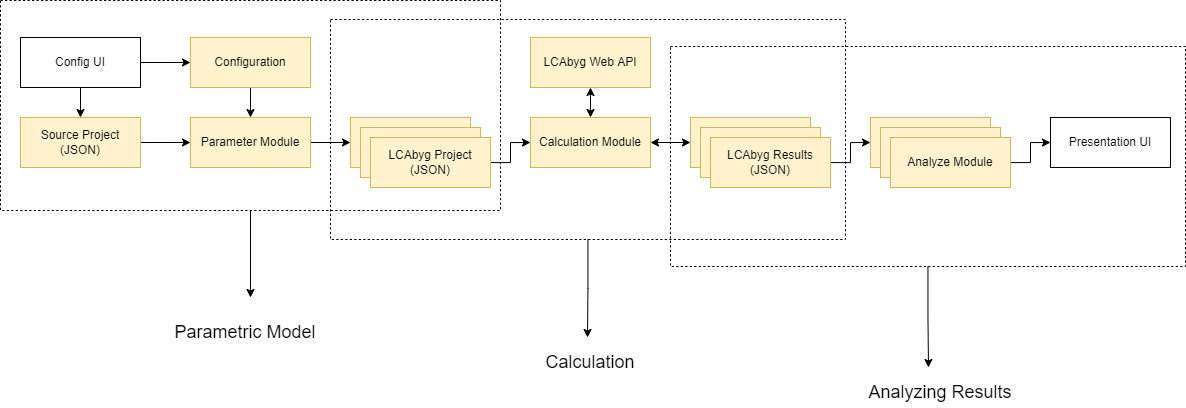 Config UI
Configuration
LCAbyg Web API
Source Project
(JSON)
Parameter Module
LCAbyg Project
(JSON)
Calculation Module
LCAbyg Results
(JSON)
Analyze Module
Presentation UI
Parametric Model
Calculation
Analyzing Results